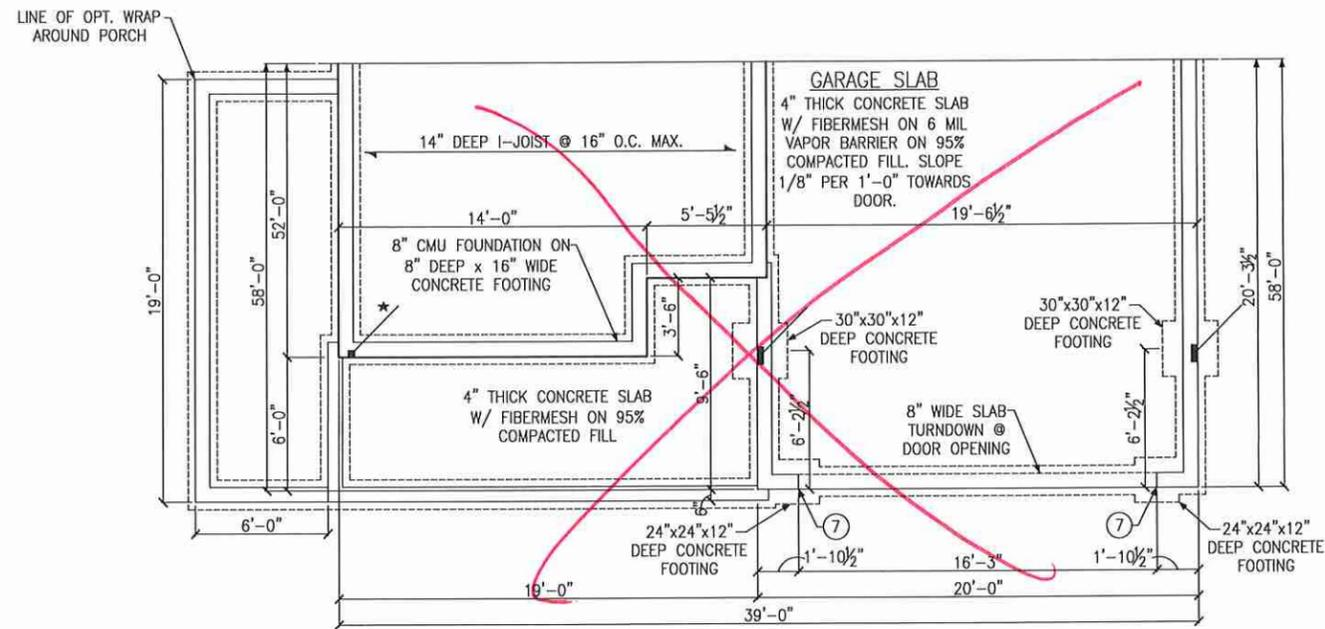 LINE OF OPT. WRAP
AROUND PORCH
GARAGE SLAB
4" THICK CONCRETE SLAB
W/ FIBERMESH ON 6 MIL
VAPOR BARRIER ON 95%
COMPACTED FILL. SLOPE
1/8" PER 1'-0" TOWARDS
DOOR.
14" DEEP I-JOIST @ 16" O.C. MAX.
14'-0"
5'-5½"
19'-6½"
8" CMU FOUNDATION ON
8" DEEP x 16" WIDE
CONCRETE FOOTING
19'-0"
58'-0"
52'-0"
6'-0"
3'-6"
9'-6"
6"
30"x30"x12"
DEEP CONCRETE
FOOTING
30"x30"x12"
DEEP CONCRETE
FOOTING
20'-3½"
58'-0"
4" THICK CONCRETE SLAB
W/ FIBERMESH ON 95%
COMPACTED FILL
6'-2½"
8" WIDE SLAB
TURNDOWN @
DOOR OPENING
6'-2½"
6'-0"
24"x24"x12"
DEEP CONCRETE
FOOTING
7
7
24"x24"x12"
DEEP CONCRETE
FOOTING
1'-10½"
16'-3"
1'-10½"
19'-0"
20'-0"
39'-0"